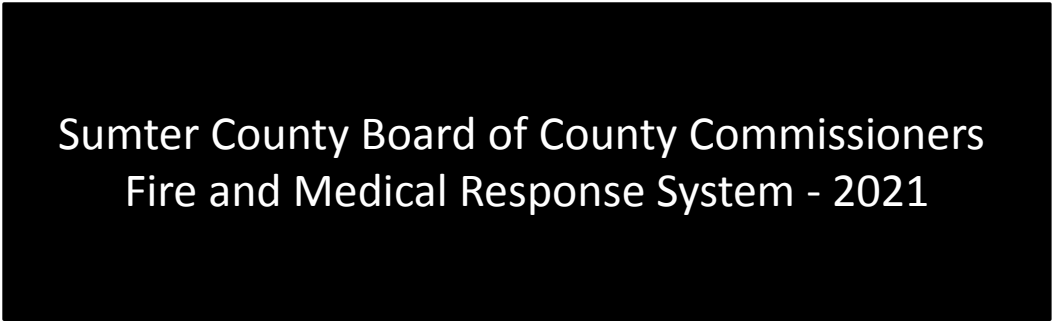 Sumter County Board of County Commissioners
Fire and Medical Response System - 2021